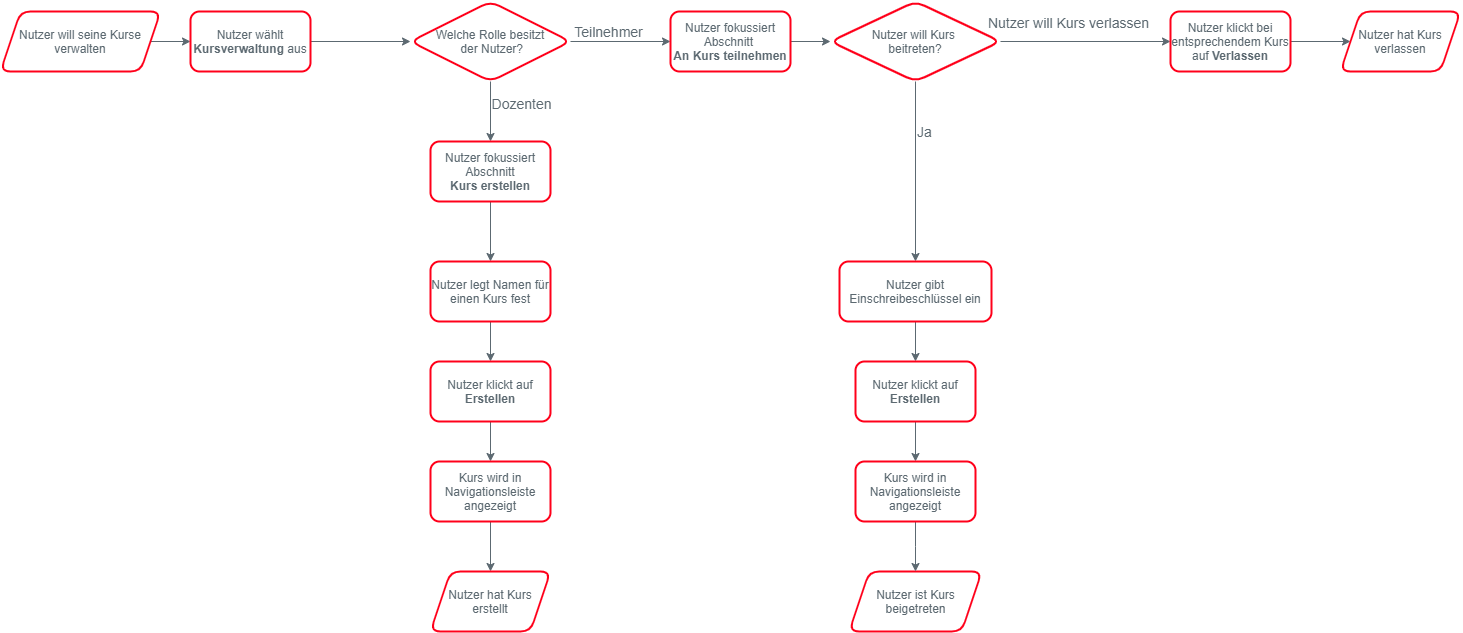 Nutzer will seine Kurse
verwalten
Nutzer wählt
Kursverwaltung aus
Welche Rolle besitzt
der Nutzer?
Teilnehmer
Nutzer fokussiert
Abschnitt
An Kurs teilnehmen
Nutzer will Kurs
beitreten?
Nutzer will Kurs verlassen
Nutzer klickt bei
entsprechendem Kurs
auf Verlassen
Nutzer hat Kurs
verlassen
Dozenten
Ja
Nutzer fokussiert
Abschnitt
Kurs erstellen
Nutzer legt Namen für
einen Kurs fest
Nutzer gibt
Einschreibeschlüssel ein
Nutzer klickt auf
Erstellen
Nutzer klickt auf
Erstellen
Kurs wird in
Navigationsleiste
angezeigt
Kurs wird in
Navigationsleiste
angezeigt
Nutzer hat Kurs
erstellt
Nutzer ist Kurs
beigetreten